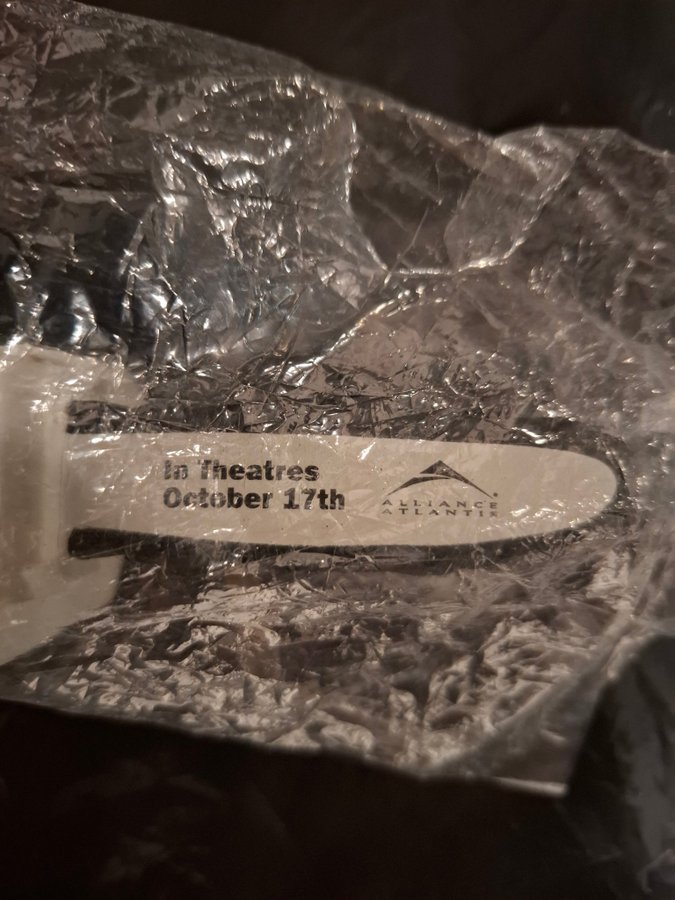 In Theatres
October 17th
ALLIANCE
ATLANTIS